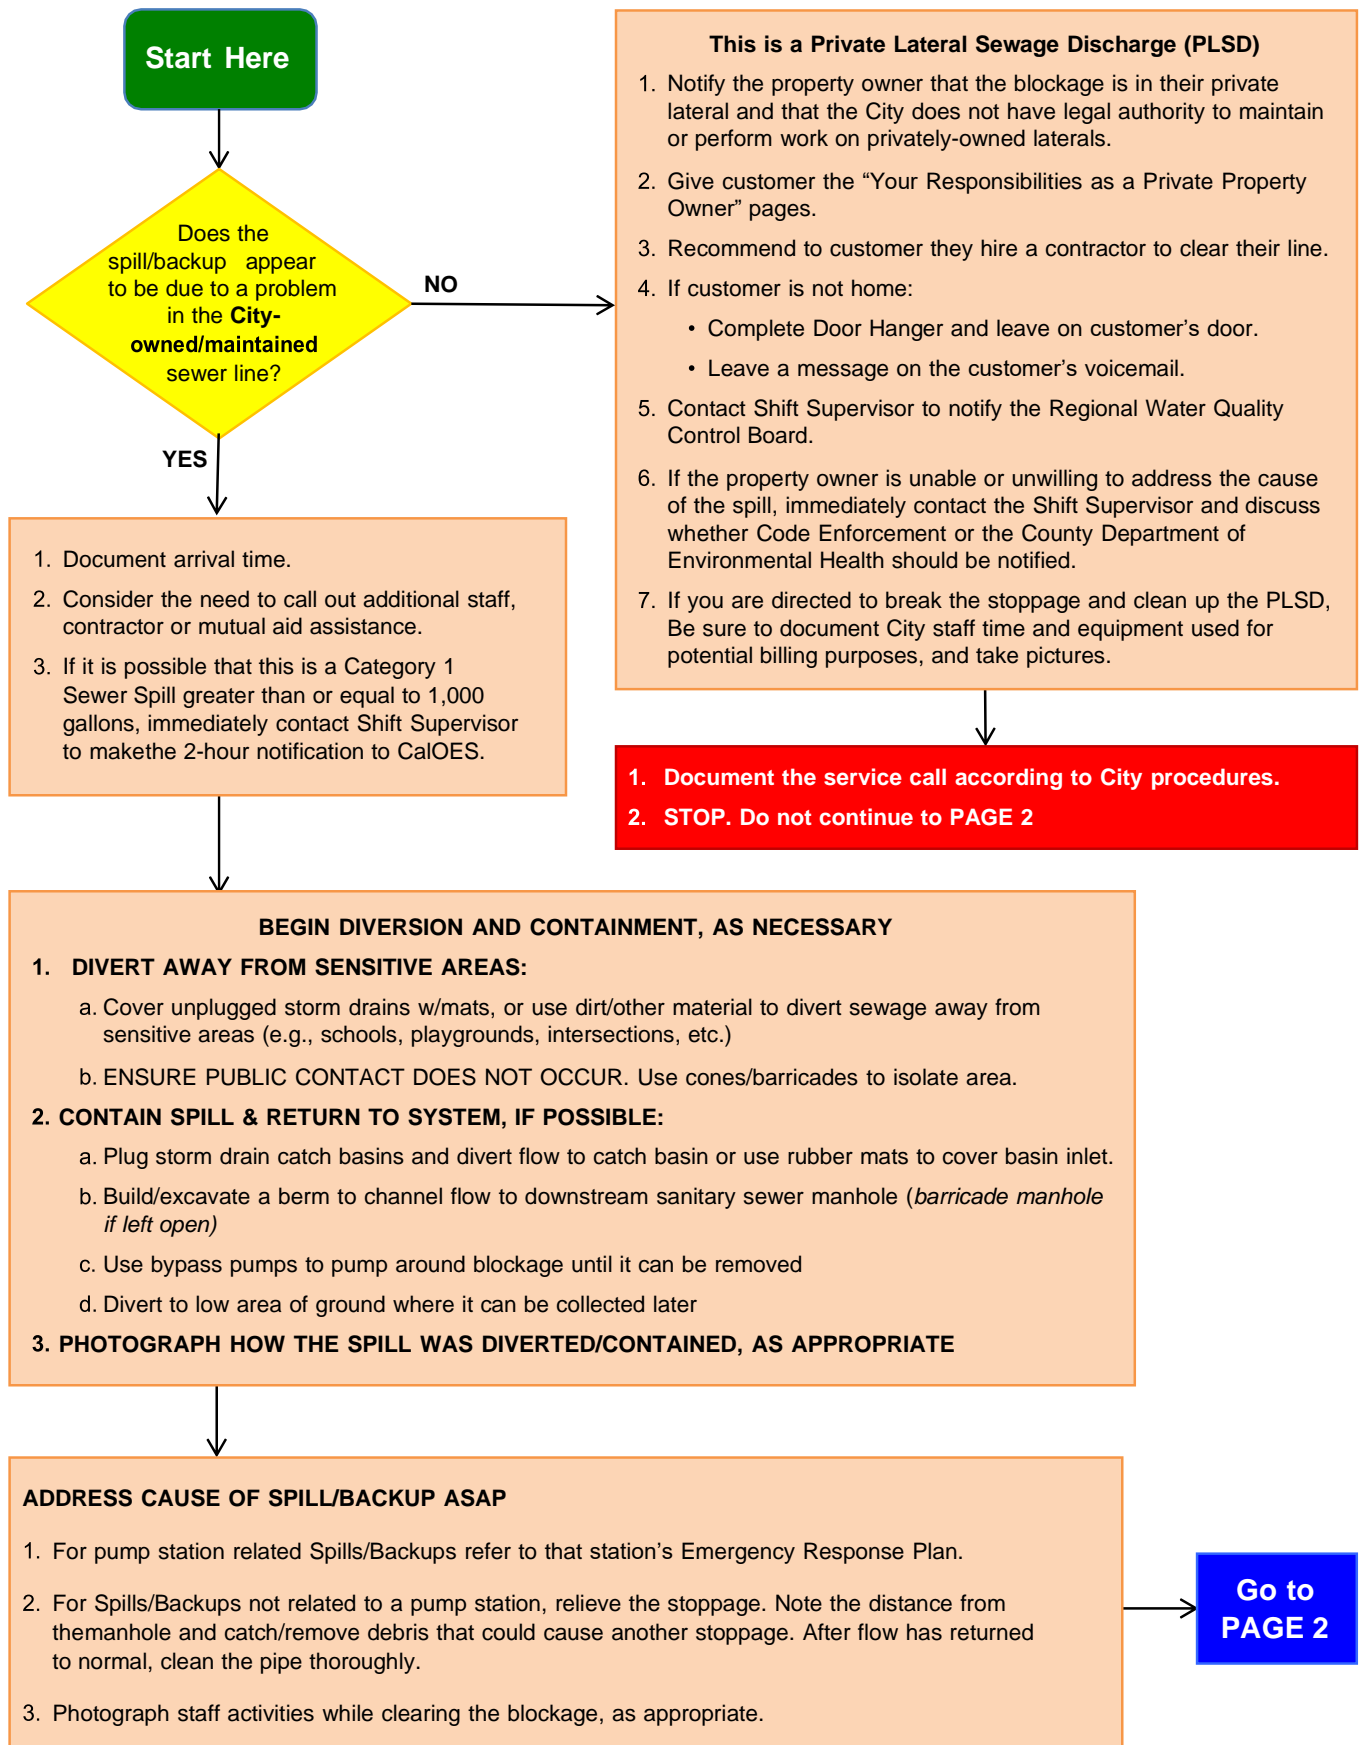 Start Here
Does the
spill/backup appear
to be due to a problem
in the City-
owned/maintained
sewer line?
NO
YES
This is a Private Lateral Sewage Discharge (PLSD)
1. Notify the property owner that the blockage is in their private
lateral and that the City does not have legal authority to maintain
or perform work on privately-owned laterals.
2. Give customer the “Your Responsibilities as a Private Property
Owner” pages.
3. Recommend to customer they hire a contractor to clear their line.
4. If customer is not home:
• Complete Door Hanger and leave on customer’s door.
• Leave a message on the customer’s voicemail.
5. Contact Shift Supervisor to notify the Regional Water Quality
Control Board.
6. If the property owner is unable or unwilling to address the cause
of the spill, immediately contact the Shift Supervisor and discuss
whether Code Enforcement or the County Department of
Environmental Health should be notified.
7. If you are directed to break the stoppage and clean up the PLSD,
Be sure to document City staff time and equipment used for
potential billing purposes, and take pictures.
1. Document the service call according to City procedures.
2. STOP. Do not continue to PAGE 2
1. Document arrival time.
2. Consider the need to call out additional staff,
contractor or mutual aid assistance.
3. If it is possible that this is a Category 1
Sewer Spill greater than or equal to 1,000
gallons, immediately contact Shift Supervisor
to makethe 2-hour notification to CalOES.
BEGIN DIVERSION AND CONTAINMENT, AS NECESSARY
1. DIVERT AWAY FROM SENSITIVE AREAS:
a. Cover unplugged storm drains w/mats, or use dirt/other material to divert sewage away from
sensitive areas (e.g., schools, playgrounds, intersections, etc.)
b. ENSURE PUBLIC CONTACT DOES NOT OCCUR. Use cones/barricades to isolate area.
2. CONTAIN SPILL & RETURN TO SYSTEM, IF POSSIBLE:
a. Plug storm drain catch basins and divert flow to catch basin or use rubber mats to cover basin inlet.
b. Build/excavate a berm to channel flow to downstream sanitary sewer manhole (barricade manhole
if left open)
c. Use bypass pumps to pump around blockage until it can be removed
d. Divert to low area of ground where it can be collected later
3. PHOTOGRAPH HOW THE SPILL WAS DIVERTED/CONTAINED, AS APPROPRIATE
ADDRESS CAUSE OF SPILL/BACKUP ASAP
1. For pump station related Spills/Backups refer to that station’s Emergency Response Plan.
2. For Spills/Backups not related to a pump station, relieve the stoppage. Note the distance from
themanhole and catch/remove debris that could cause another stoppage. After flow has returned
to normal, clean the pipe thoroughly.
3. Photograph staff activities while clearing the blockage, as appropriate.
Go to
PAGE 2